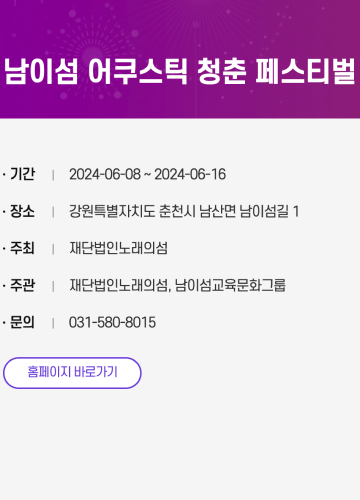 남이섬 어쿠스틱 청춘 페스티벌
· 기간 | 2024-06-08 ~ 2024-06-16
· 장소 | 강원특별자치도 춘천시 남산면 남이섬길 1
· 주최 | 재단법인노래의섬
· 주관 | 재단법인노래의섬, 남이섬교육문화그룹
· 문의 | 031-580-8015
홈페이지 바로가기